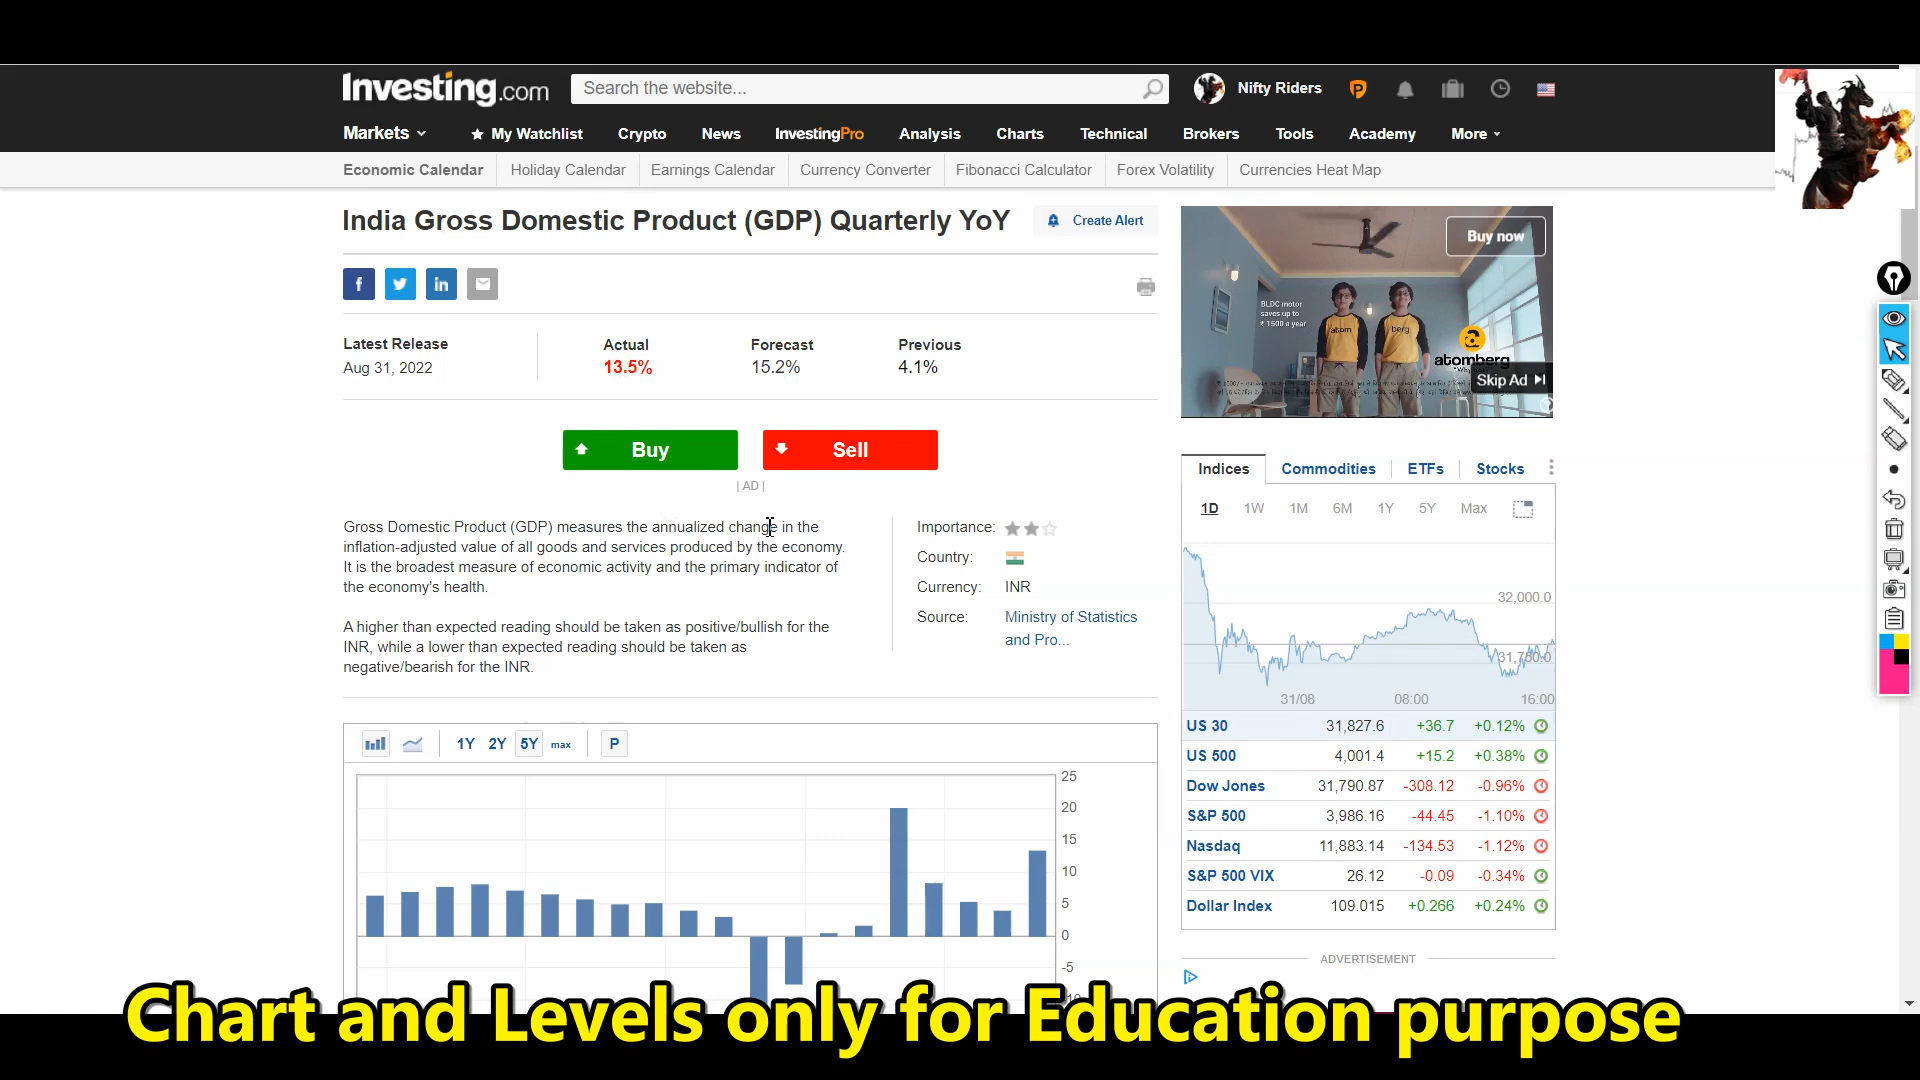 Investing.com
Search the website...
Nifty Riders
Markets
My Watchlist
Crypto
News
InvestingPro
Analysis
Charts
Technical
Brokers
Tools
Academy
More
Economic Calendar
Holiday Calendar
Earnings Calendar
Currency Converter
Fibonacci Calculator
Forex Volatility
Currencies Heat Map
India Gross Domestic Product (GDP) Quarterly YoY
Create Alert
Latest Release
Aug 31, 2022
Actual
13.5%
Forecast
15.2%
Previous
4.1%
Buy
Sell
| AD |
Gross Domestic Product (GDP) measures the annualized change in the
inflation-adjusted value of all goods and services produced by the economy.
It is the broadest measure of economic activity and the primary indicator of
the economy's health.
A higher than expected reading should be taken as positive/bullish for the
INR, while a lower than expected reading should be taken as
negative/bearish for the INR.
Importance:
Country:
Currency: INR
Source: Ministry of Statistics
and Pro...
1Y 2Y 5Y max P
25
20
15
10
5
0
-5
Buy now
BLDC motor
saves up to
₹ 1500 a year
atom
berg
atomberg
Skip Ad
Indices
Commodities
ETFs
Stocks
1D 1W 1M 6M 1Y 5Y Max
32,000.0
31,750.0
31/08 08:00 16:00
US 30 31,827.6 +36.7 +0.12%
US 500 4,001.4 +15.2 +0.38%
Dow Jones 31,790.87 -308.12 -0.96%
S&P 500 3,986.16 -44.45 -1.10%
Nasdaq 11,883.14 -134.53 -1.12%
S&P 500 VIX 26.12 -0.09 -0.34%
Dollar Index 109.015 +0.266 +0.24%
ADVERTISEMENT
Chart and Levels only for Education purpose